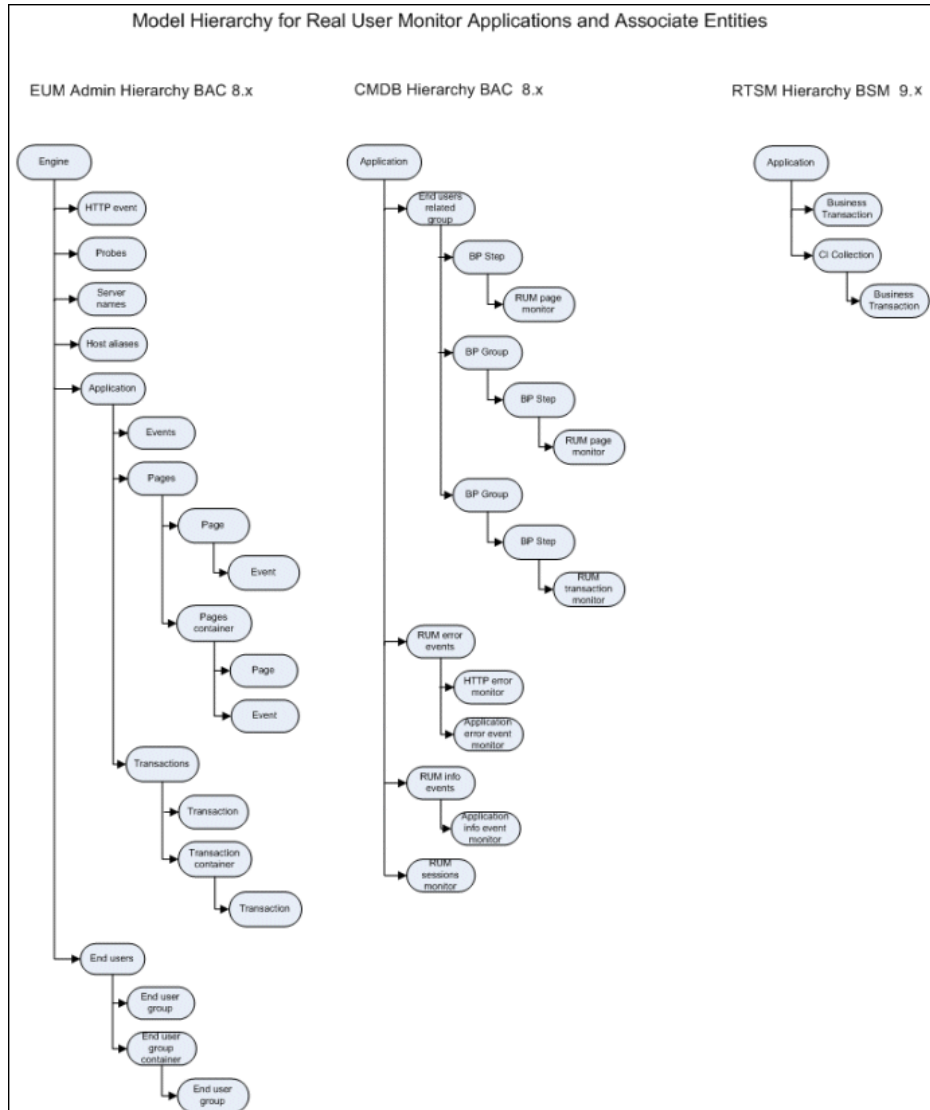 Model Hierarchy for Real User Monitor Applications and Associate Entities
EUM Admin Hierarchy BAC 8.x
Engine
HTTP event
Probes
Server
names
Host aliases
Application
Events
Pages
Page
Event
Pages
container
Page
Event
Transactions
Transaction
Transaction
container
Transaction
End users
End user
group
End user
group
container
End user
group
CMDB Hierarchy BAC 8.x
Application
End users
related
group
BP Step
RUM page
monitor
BP Group
BP Step
RUM page
monitor
BP Group
BP Step
RUM
transaction
monitor
RUM error
events
HTTP error
monitor
Application
error event
monitor
RUM info
events
Application
info event
monitor
RUM
sessions
monitor
RTSM Hierarchy BSM 9.x
Application
Business
Transaction
CI Collection
Business
Transaction